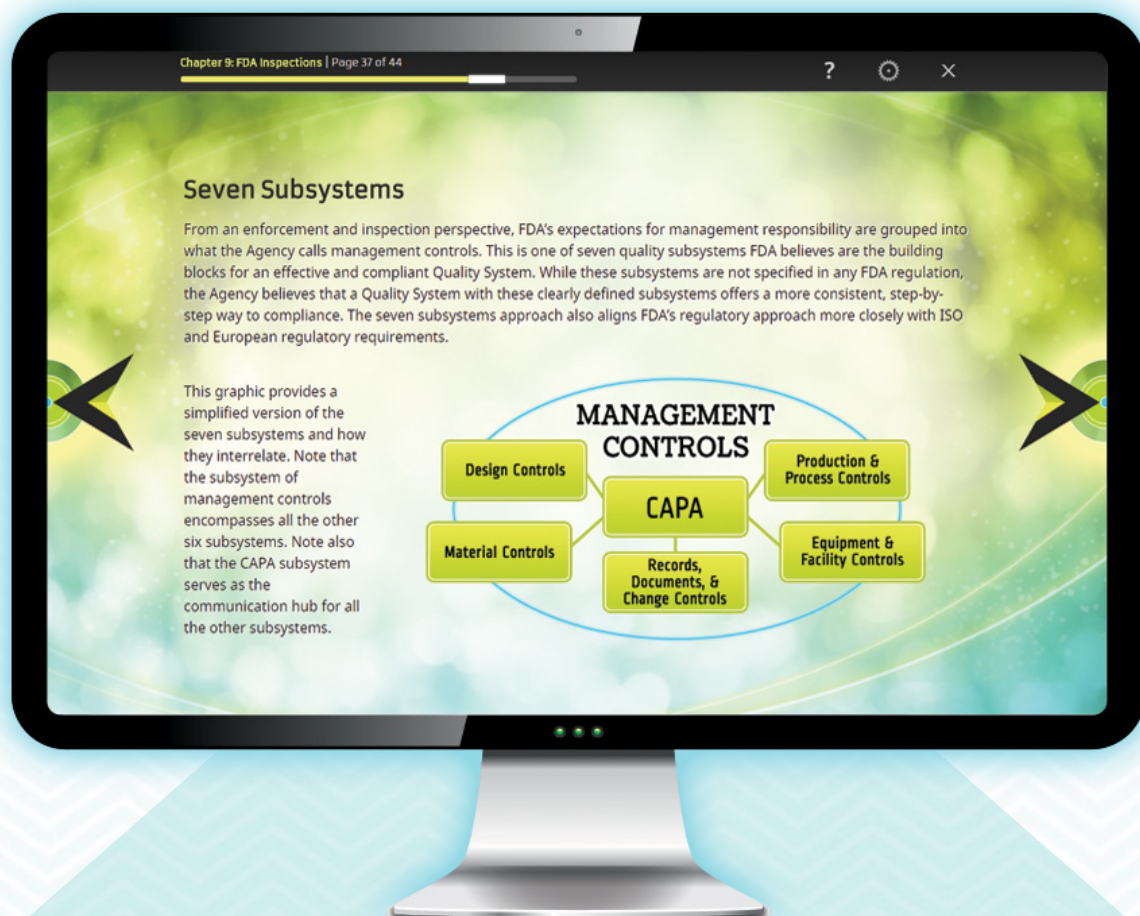 Chapter 9: FDA Inspections | Page 37 of 44
?
Seven Subsystems
From an enforcement and inspection perspective, FDA's expectations for management responsibility are grouped into
what the Agency calls management controls. This is one of seven quality subsystems FDA believes are the building
blocks for an effective and compliant Quality System. While these subsystems are not specified in any FDA regulation,
the Agency believes that a Quality System with these clearly defined subsystems offers a more consistent, step-by-
step way to compliance. The seven subsystems approach also aligns FDA's regulatory approach more closely with ISO
and European regulatory requirements.
This graphic provides a
simplified version of the
seven subsystems and how
they interrelate. Note that
the subsystem of
management controls
encompasses all the other
six subsystems. Note also
that the CAPA subsystem
serves as the
communication hub for all
the other subsystems.
MANAGEMENT
CONTROLS
Design Controls
Production &
Process Controls
CAPA
Material Controls
Equipment &
Facility Controls
Records,
Documents, &
Change Controls